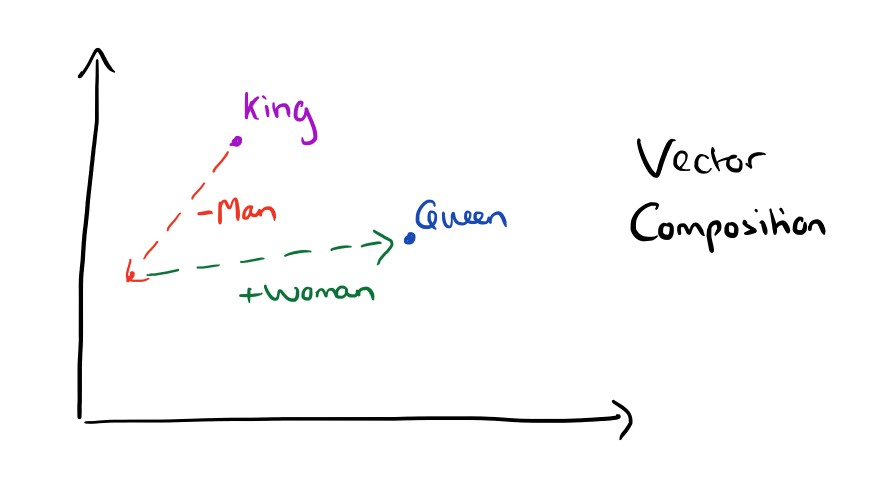 King
-Man
Queen
+Woman
Vector
Composition